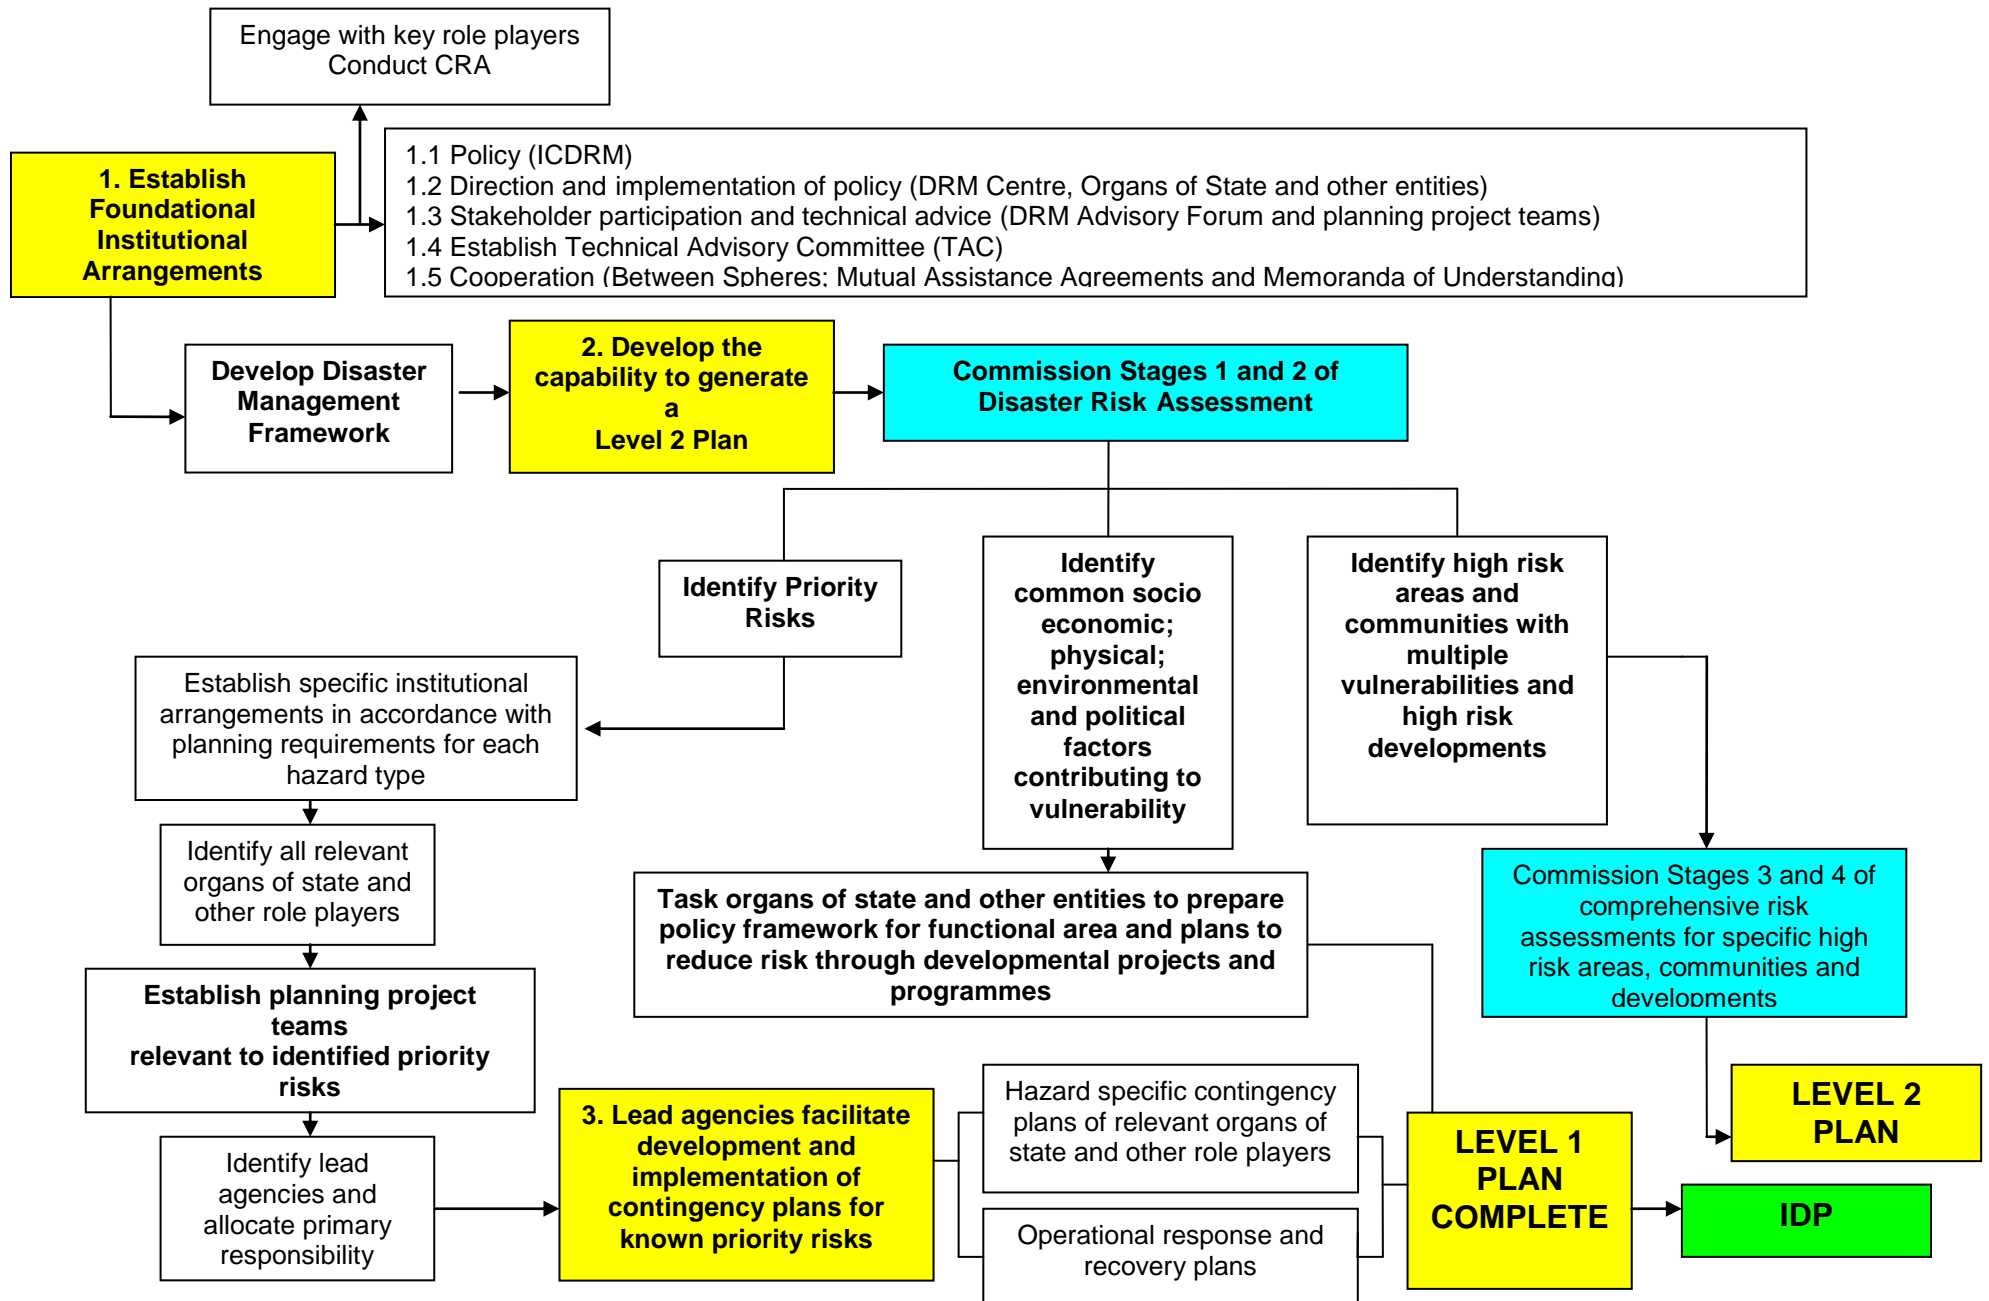 Engage with key role players
Conduct CRA
1. Establish
Foundational
Institutional
Arrangements
1.1 Policy (ICDRM)
1.2 Direction and implementation of policy (DRM Centre, Organs of State and other entities)
1.3 Stakeholder participation and technical advice (DRM Advisory Forum and planning project teams)
1.4 Establish Technical Advisory Committee (TAC)
1.5 Cooperation (Between Spheres; Mutual Assistance Agreements and Memoranda of Understanding)
Develop Disaster
Management
Framework
2. Develop the
capability to generate
a
Level 2 Plan
Commission Stages 1 and 2 of
Disaster Risk Assessment
Identify Priority
Risks
Identify
common socio
economic;
physical;
environmental
and political
factors
contributing to
vulnerability
Identify high risk
areas and
communities with
multiple
vulnerabilities and
high risk
developments
Establish specific institutional
arrangements in accordance with
planning requirements for each
hazard type
Identify all relevant
organs of state and
other role players
Task organs of state and other entities to prepare
policy framework for functional area and plans to
reduce risk through developmental projects and
programmes
Commission Stages 3 and 4 of
comprehensive risk
assessments for specific high
risk areas, communities and
developments
Establish planning project
teams
relevant to identified priority
risks
Identify lead
agencies and
allocate primary
responsibility
3. Lead agencies facilitate
development and
implementation of
contingency plans for
known priority risks
Hazard specific contingency
plans of relevant organs of
state and other role players
Operational response and
recovery plans
LEVEL 1
PLAN
COMPLETE
LEVEL 2
PLAN
IDP